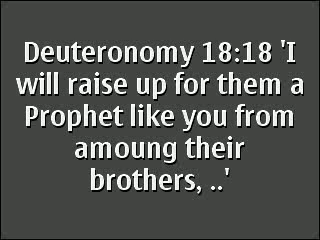 Deuteronomy 18:18 'I
will raise up for them a
Prophet like you from
amoung their
brothers, ..'